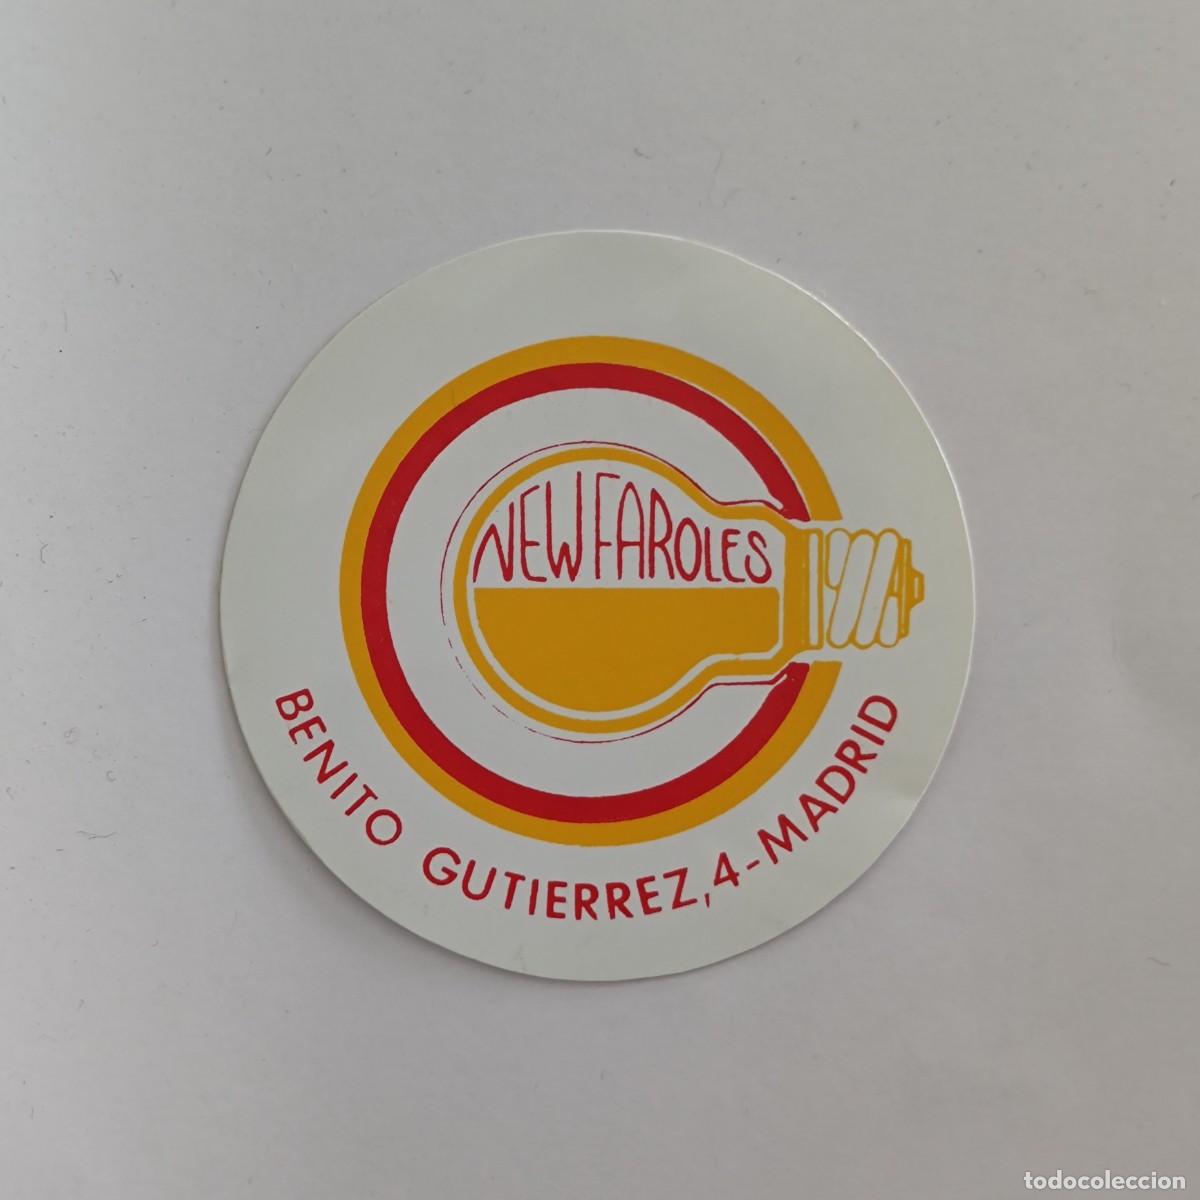 NEW FAROLES
BENITO GUTIERREZ, 4-MADRID
todocoleccion